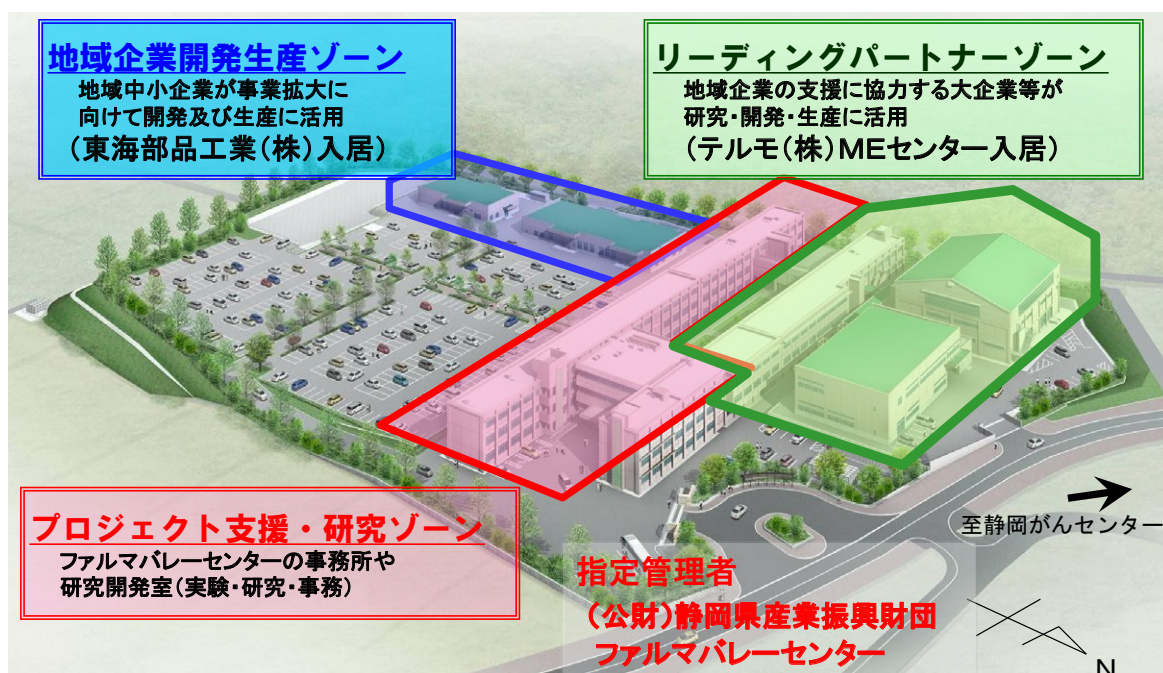 地域企業開発生産ゾーン
地域中小企業が事業拡大に
向けて開発及び生産に活用
（東海部品工業（株）入居）
リーディングパートナーゾーン
地域企業の支援に協力する大企業等が
研究・開発・生産に活用
（テルモ（株）MEセンター入居）
プロジェクト支援・研究ゾーン
ファルマバレーセンターの事務所や
研究開発室（実験・研究・事務）
至静岡がんセンター
指定管理者
（公財）静岡県産業振興財団
ファルマバレーセンター
N